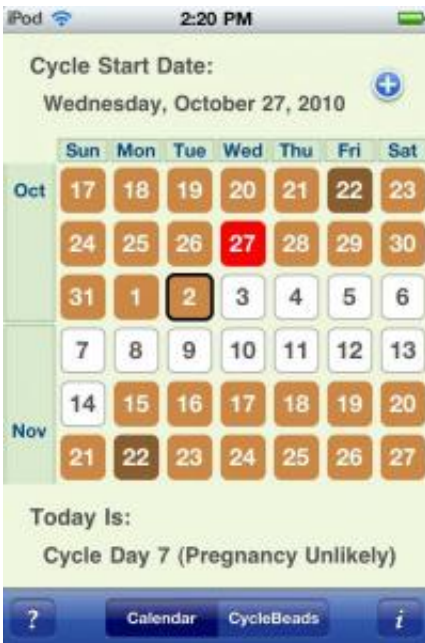 iPod 2:20 PM
Cycle Start Date:
Wednesday, October 27, 2010
Sun Mon Tue Wed Thu Fri Sat
Oct 17 18 19 20 21 22 23
24 25 26 27 28 29 30
31 1 2 3 4 5 6
7 8 9 10 11 12 13
14 15 16 17 18 19 20
Nov
21 22 23 24 25 26 27
Today Is:
Cycle Day 7 (Pregnancy Unlikely)
? Calendar CycleBeads i